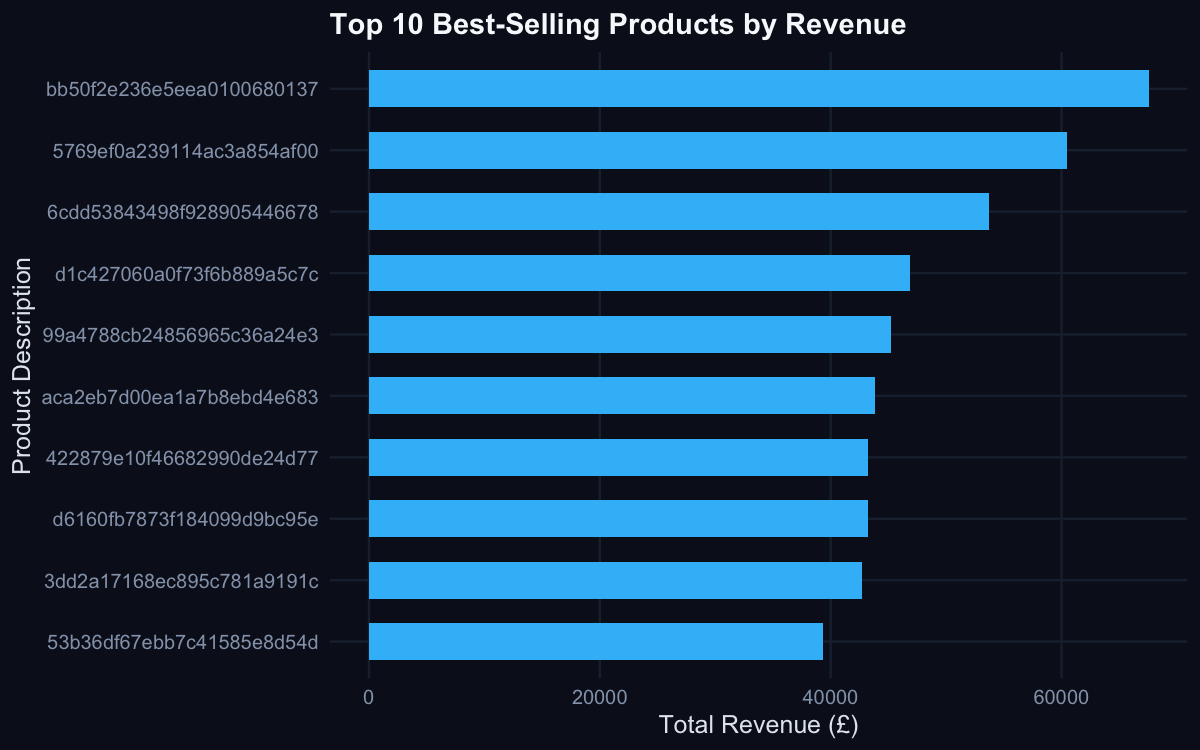 Top 10 Best-Selling Products by Revenue
Product Description
bb50f2e236e5eea0100680137
5769ef0a239114ac3a854af00
6cdd53843498f928905446678
d1c427060a0f73f6b889a5c7c
99a4788cb24856965c36a24e3
aca2eb7d00ea1a7b8ebd4e683
422879e10f46682990de24d77
d6160fb7873f184099d9bc95e
3dd2a17168ec895c781a9191c
53b36df67ebb7c41585e8d54d
0 20000 40000 60000
Total Revenue (£)